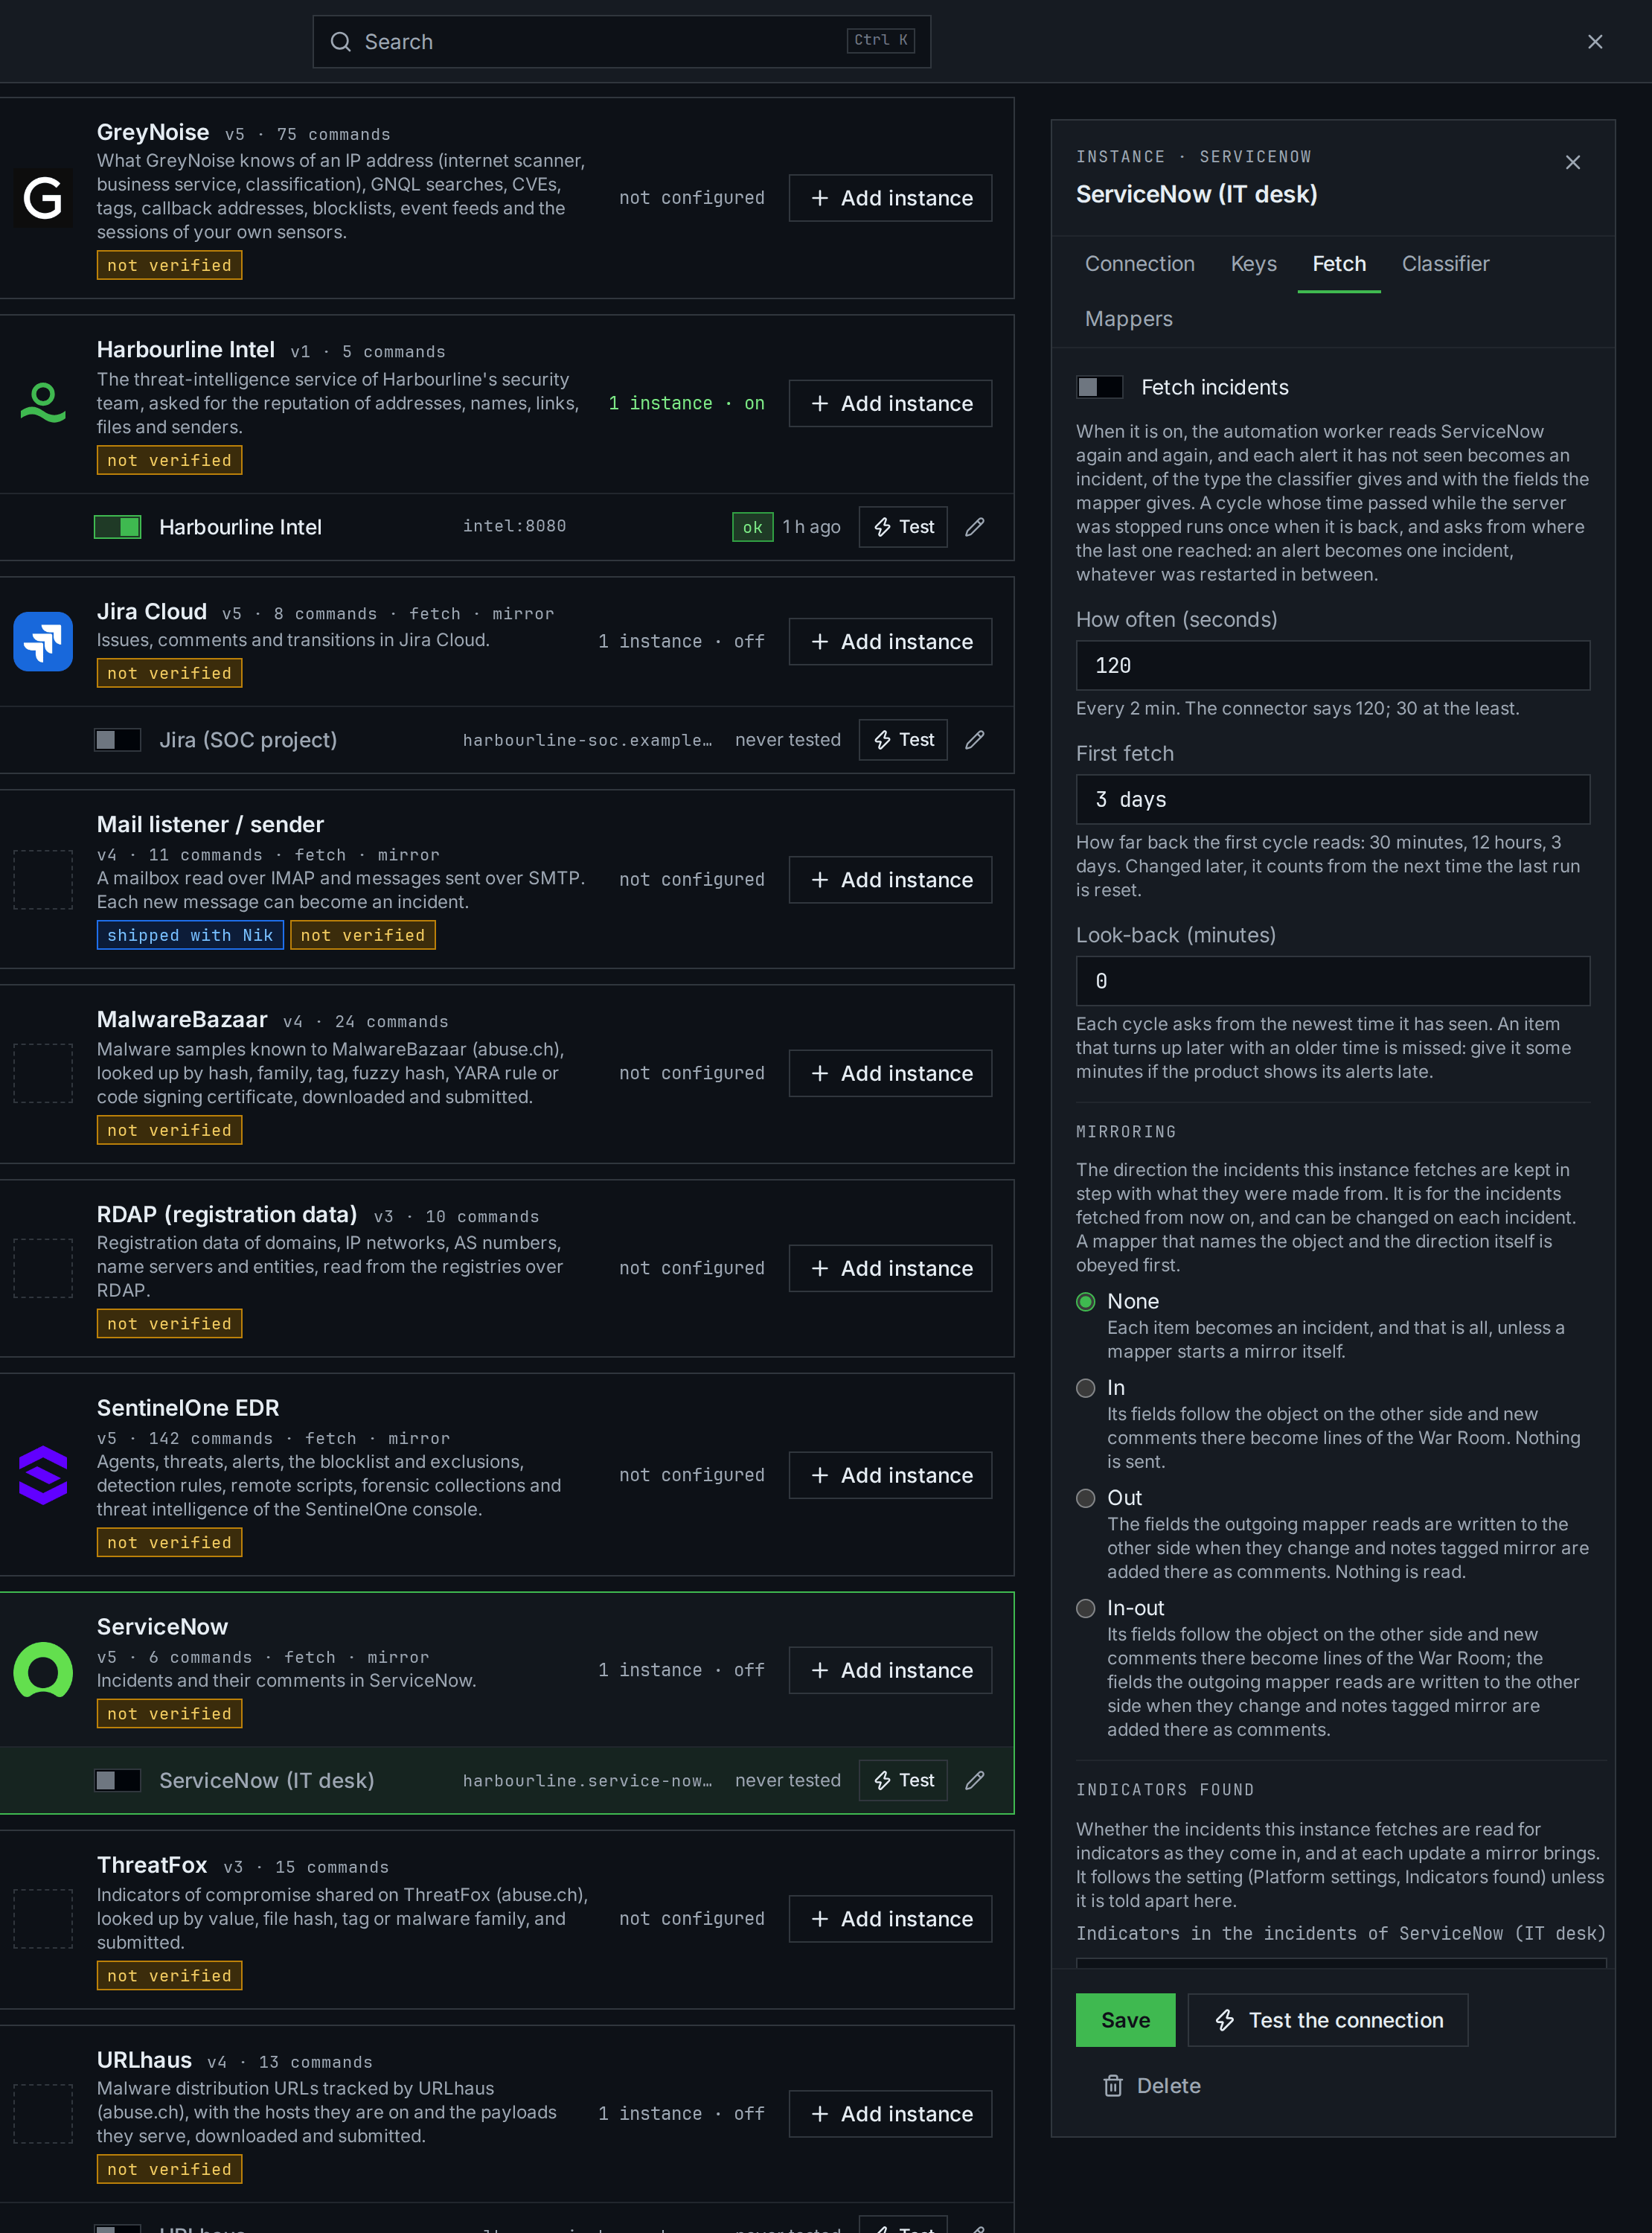 Search
Ctrl K
GreyNoise v5 · 75 commands
What GreyNoise knows of an IP address (internet scanner,
business service, classification), GNQL searches, CVEs,
tags, callback addresses, blocklists, event feeds and the
sessions of your own sensors.
not verified
not configured
Add instance
Harbourline Intel v1 · 5 commands
The threat-intelligence service of Harbourline's security
team, asked for the reputation of addresses, names, links,
files and senders.
not verified
1 instance · on
Add instance
Harbourline Intel
intel:8080
ok 1 h ago
Test
Jira Cloud v5 · 8 commands · fetch · mirror
Issues, comments and transitions in Jira Cloud.
not verified
1 instance · off
Add instance
Jira (SOC project)
harbourline-soc.example…
never tested
Test
Mail listener / sender
v4 · 11 commands · fetch · mirror
A mailbox read over IMAP and messages sent over SMTP.
Each new message can become an incident.
shipped with Nik
not verified
not configured
Add instance
MalwareBazaar v4 · 24 commands
Malware samples known to MalwareBazaar (abuse.ch),
looked up by hash, family, tag, fuzzy hash, YARA rule or
code signing certificate, downloaded and submitted.
not verified
not configured
Add instance
RDAP (registration data) v3 · 10 commands
Registration data of domains, IP networks, AS numbers,
name servers and entities, read from the registries over
RDAP.
not verified
not configured
Add instance
SentinelOne EDR
v5 · 142 commands · fetch · mirror
Agents, threats, alerts, the blocklist and exclusions,
detection rules, remote scripts, forensic collections and
threat intelligence of the SentinelOne console.
not verified
not configured
Add instance
ServiceNow
v5 · 6 commands · fetch · mirror
Incidents and their comments in ServiceNow.
not verified
1 instance · off
Add instance
ServiceNow (IT desk)
harbourline.service-now…
never tested
Test
ThreatFox v3 · 15 commands
Indicators of compromise shared on ThreatFox (abuse.ch),
looked up by value, file hash, tag or malware family, and
submitted.
not verified
not configured
Add instance
URLhaus v4 · 13 commands
Malware distribution URLs tracked by URLhaus
(abuse.ch), with the hosts they are on and the payloads
they serve, downloaded and submitted.
not verified
1 instance · off
Add instance
INSTANCE · SERVICENOW
ServiceNow (IT desk)
Connection
Keys
Fetch
Classifier
Mappers
Fetch incidents
When it is on, the automation worker reads ServiceNow
again and again, and each alert it has not seen becomes an
incident, of the type the classifier gives and with the fields the
mapper gives. A cycle whose time passed while the server
was stopped runs once when it is back, and asks from where
the last one reached: an alert becomes one incident,
whatever was restarted in between.
How often (seconds)
120
Every 2 min. The connector says 120; 30 at the least.
First fetch
3 days
How far back the first cycle reads: 30 minutes, 12 hours, 3
days. Changed later, it counts from the next time the last run
is reset.
Look-back (minutes)
0
Each cycle asks from the newest time it has seen. An item
that turns up later with an older time is missed: give it some
minutes if the product shows its alerts late.
MIRRORING
The direction the incidents this instance fetches are kept in
step with what they were made from. It is for the incidents
fetched from now on, and can be changed on each incident.
A mapper that names the object and the direction itself is
obeyed first.
None
Each item becomes an incident, and that is all, unless a
mapper starts a mirror itself.
In
Its fields follow the object on the other side and new
comments there become lines of the War Room. Nothing
is sent.
Out
The fields the outgoing mapper reads are written to the
other side when they change and notes tagged mirror are
added there as comments. Nothing is read.
In-out
Its fields follow the object on the other side and new
comments there become lines of the War Room; the
fields the outgoing mapper reads are written to the other
side when they change and notes tagged mirror are
added there as comments.
INDICATORS FOUND
Whether the incidents this instance fetches are read for
indicators as they come in, and at each update a mirror brings.
It follows the setting (Platform settings, Indicators found) unless
it is told apart here.
Indicators in the incidents of ServiceNow (IT desk)
Save
Test the connection
Delete